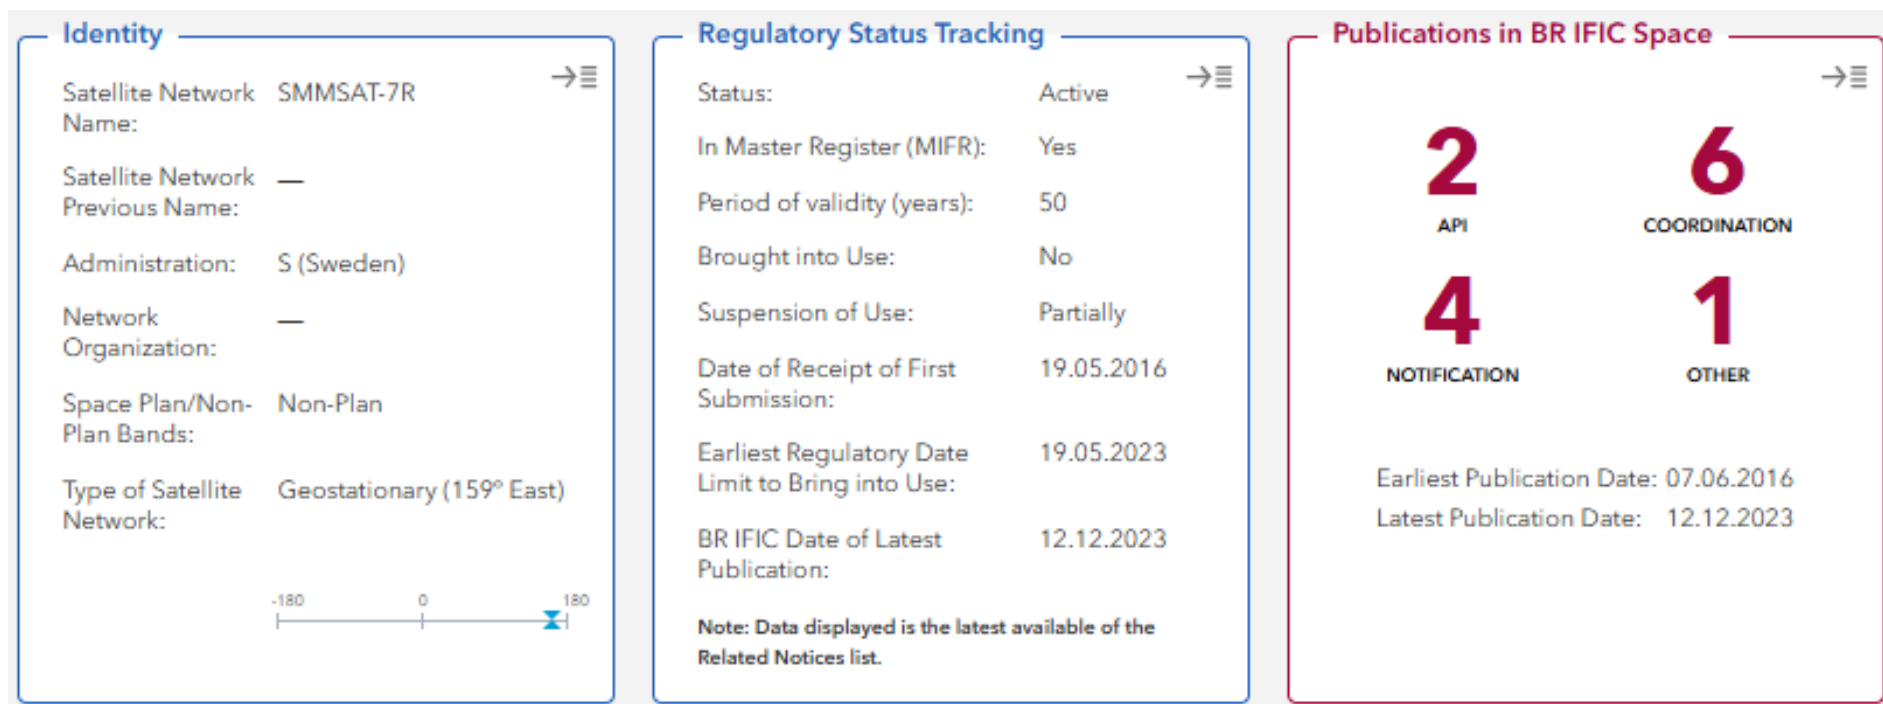 Identity
Satellite Network Name: SMMSAT-7R
Satellite Network Previous Name: —
Administration: S (Sweden)
Network Organization: —
Space Plan/Non-Plan Bands: Non-Plan
Type of Satellite Network: Geostationary (159° East)
-180 0 180
Regulatory Status Tracking
Status: Active
In Master Register (MIFR): Yes
Period of validity (years): 50
Brought into Use: No
Suspension of Use: Partially
Date of Receipt of First Submission: 19.05.2016
Earliest Regulatory Date Limit to Bring into Use: 19.05.2023
BR IFIC Date of Latest Publication: 12.12.2023
Note: Data displayed is the latest available of the
Related Notices list.
Publications in BR IFIC Space
2 6
API COORDINATION
4 1
NOTIFICATION OTHER
Earliest Publication Date: 07.06.2016
Latest Publication Date: 12.12.2023